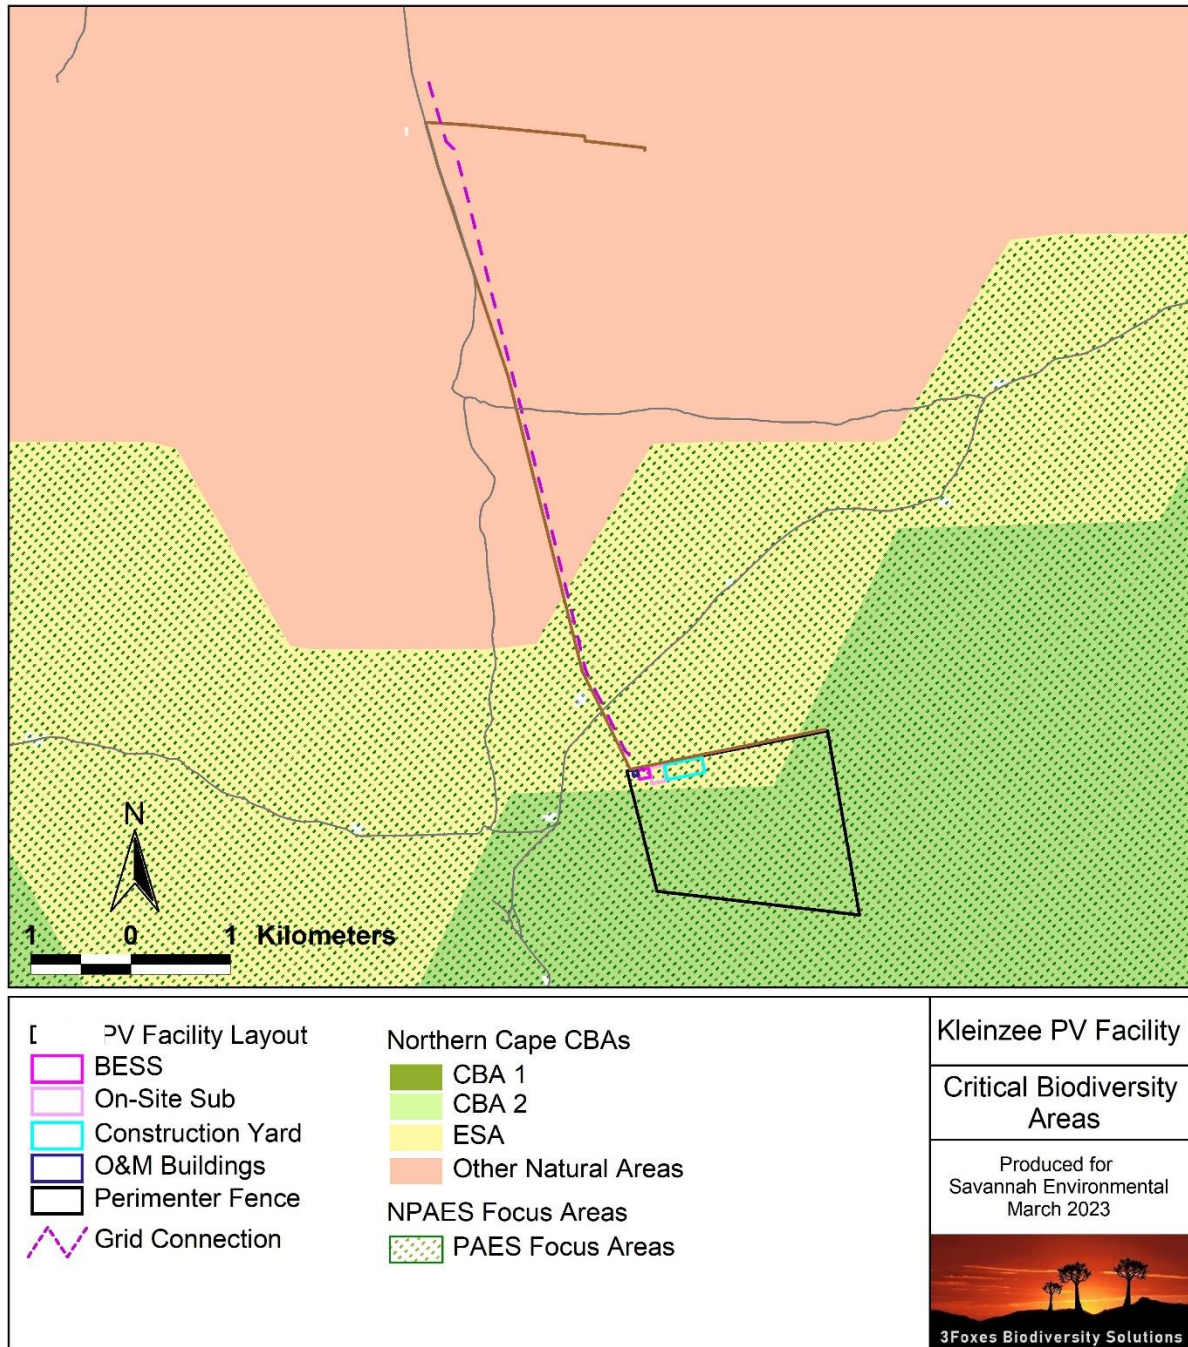 N
1 0 1 Kilometers
PV Facility Layout
BESS
On-Site Sub
Construction Yard
O&M Buildings
Perimenter Fence
Grid Connection
Northern Cape CBAs
CBA 1
CBA 2
ESA
Other Natural Areas
NPAES Focus Areas
PAES Focus Areas
Kleinzee PV Facility
Critical Biodiversity
Areas
Produced for
Savannah Environmental
March 2023
3Foxes Biodiversity Solutions